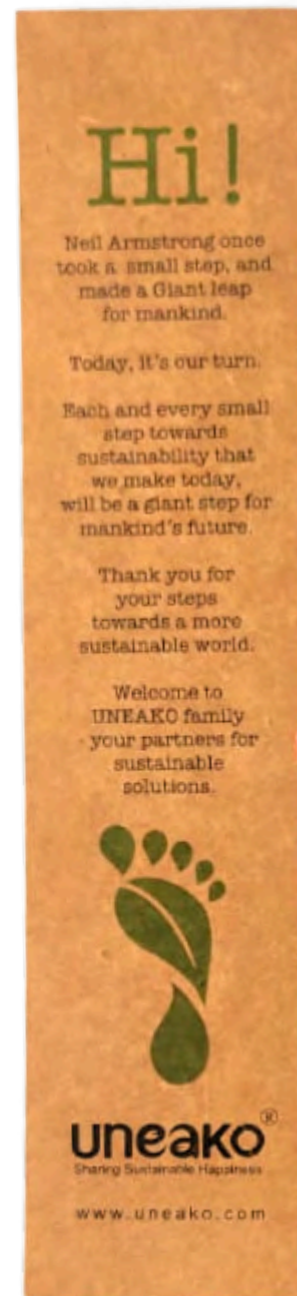 Hi!
Neil Armstrong once
took a small step, and
made a Giant leap
for mankind.
Today, it's our turn.
Each and every small
step towards
sustainability that
we make today,
will be a giant step for
mankind's future.
Thank you for
your steps
towards a more
sustainable world.
Welcome to
UNEAKO family
- your partners for
sustainable
solutions.
uneako®
Sharing Sustainable Happiness
www.uneako.com